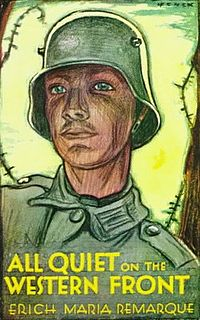 ALL QUIET ON THE
WESTERN FRONT
ERICH MARIA REMARQUE